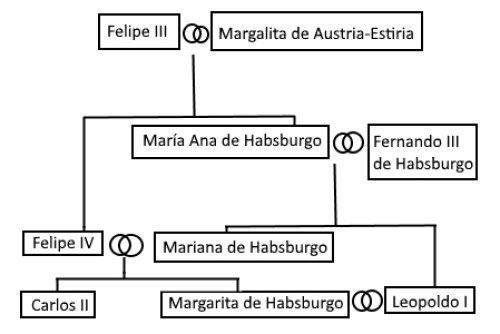 Felipe III
Margalita de Austria-Estiria
María Ana de Habsburgo
Fernando III
de Habsburgo
Felipe IV
Mariana de Habsburgo
Carlos II
Margarita de Habsburgo
Leopoldo I